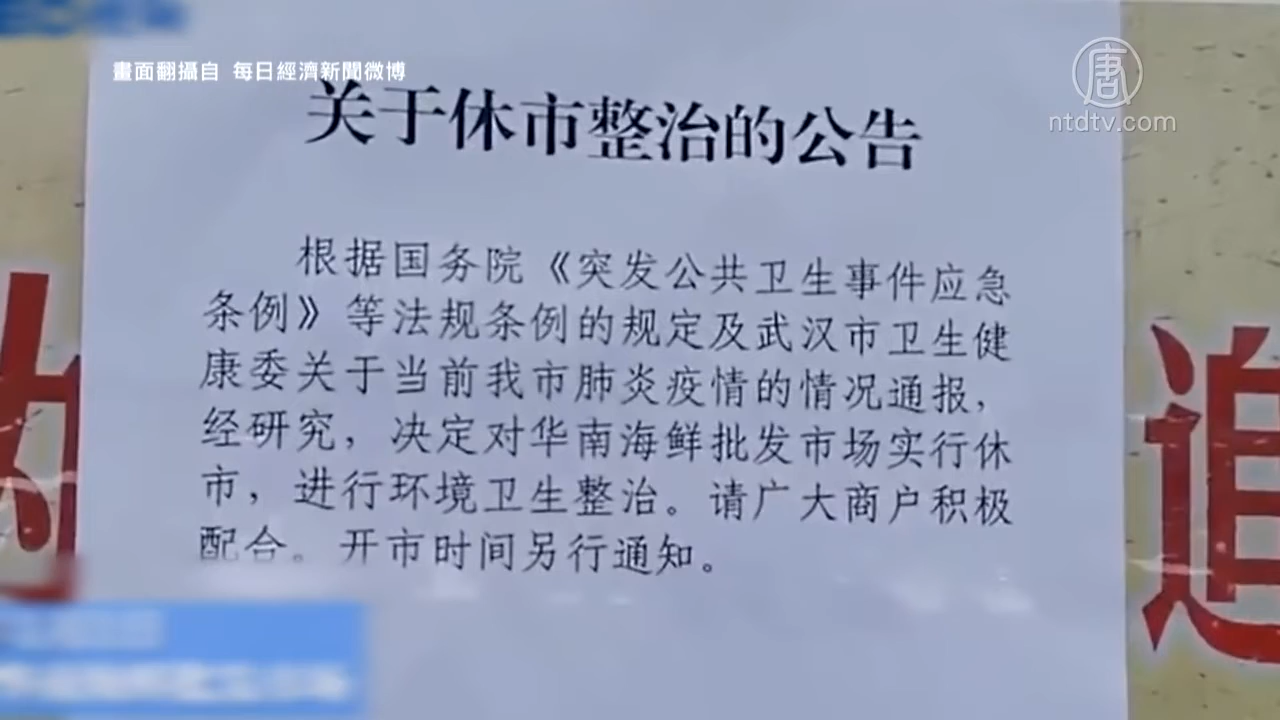 畫面翻攝自 每日經濟新聞微博
唐
ntdtv.com
关于休市整治的公告
根据国务院《突发公共卫生事件应急
条例》等法规条例的规定及武汉市卫生健
康委关于当前我市肺炎疫情的情况通报，
经研究，决定对华南海鲜批发市场实行休
市，进行环境卫生整治。请广大商户积极
配合。开市时间另行通知。
追